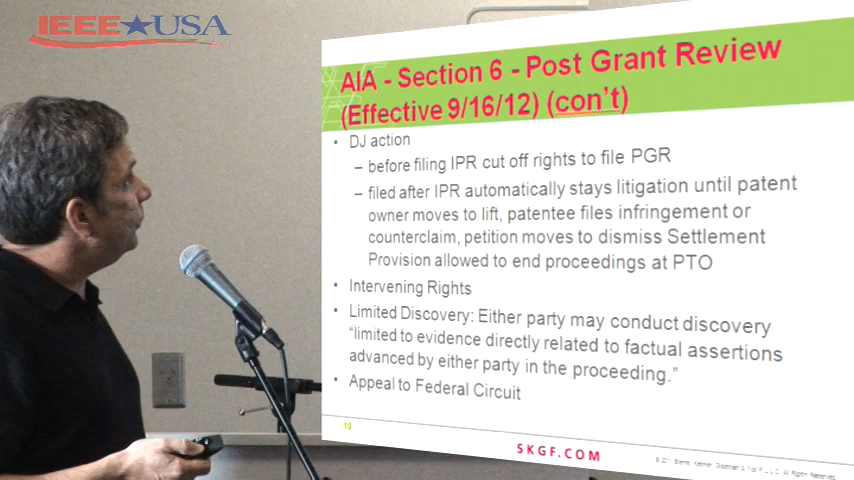 IEEE★USA
AIA - Section 6 - Post Grant Review
(Effective 9/16/12) (con't)
• DJ action
– before filing IPR cut off rights to file PGR
– filed after IPR automatically stays litigation until patent
owner moves to lift, patentee files infringement or
counterclaim, petition moves to dismiss Settlement
Provision allowed to end proceedings at PTO
• Intervening Rights
• Limited Discovery: Either party may conduct discovery
"limited to evidence directly related to factual assertions
advanced by either party in the proceeding."
• Appeal to Federal Circuit
SKGF.COM
All Rights Reserved.